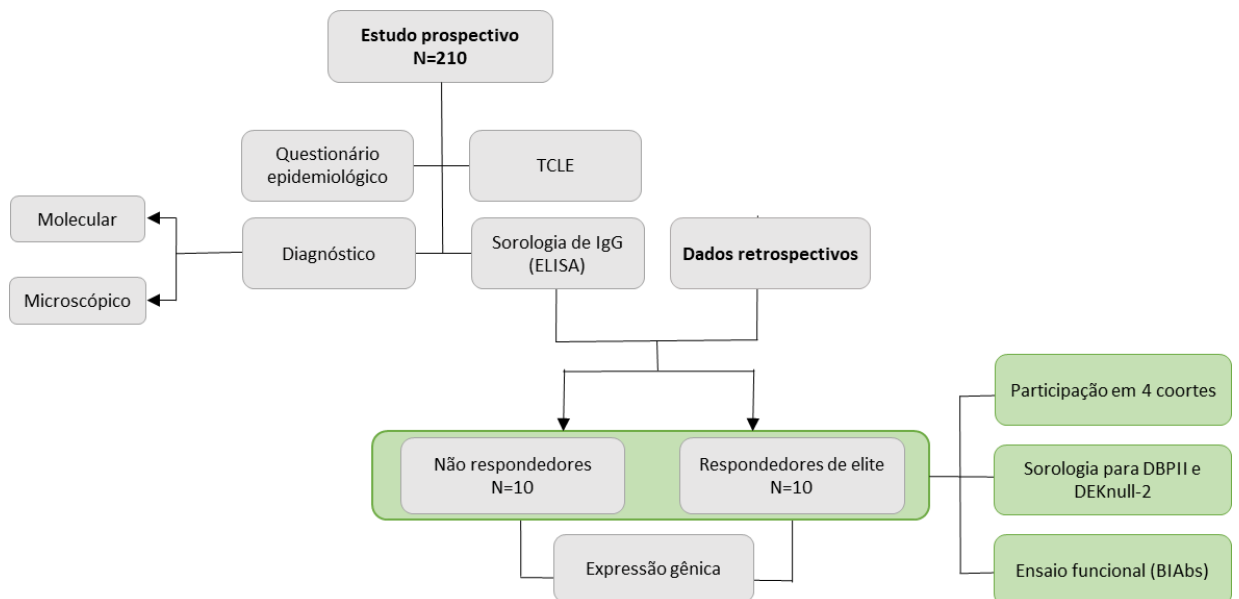 Estudo prospectivo
N=210
Questionário
epidemiológico
TCLE
Molecular
Microscópico
Diagnóstico
Sorologia de IgG
(ELISA)
Dados retrospectivos
Não respondedores
N=10
Respondedores de elite
N=10
Participação em 4 coortes
Sorologia para DBPII e
DEKnull-2
Ensaio funcional (BIAbs)
Expressão gênica